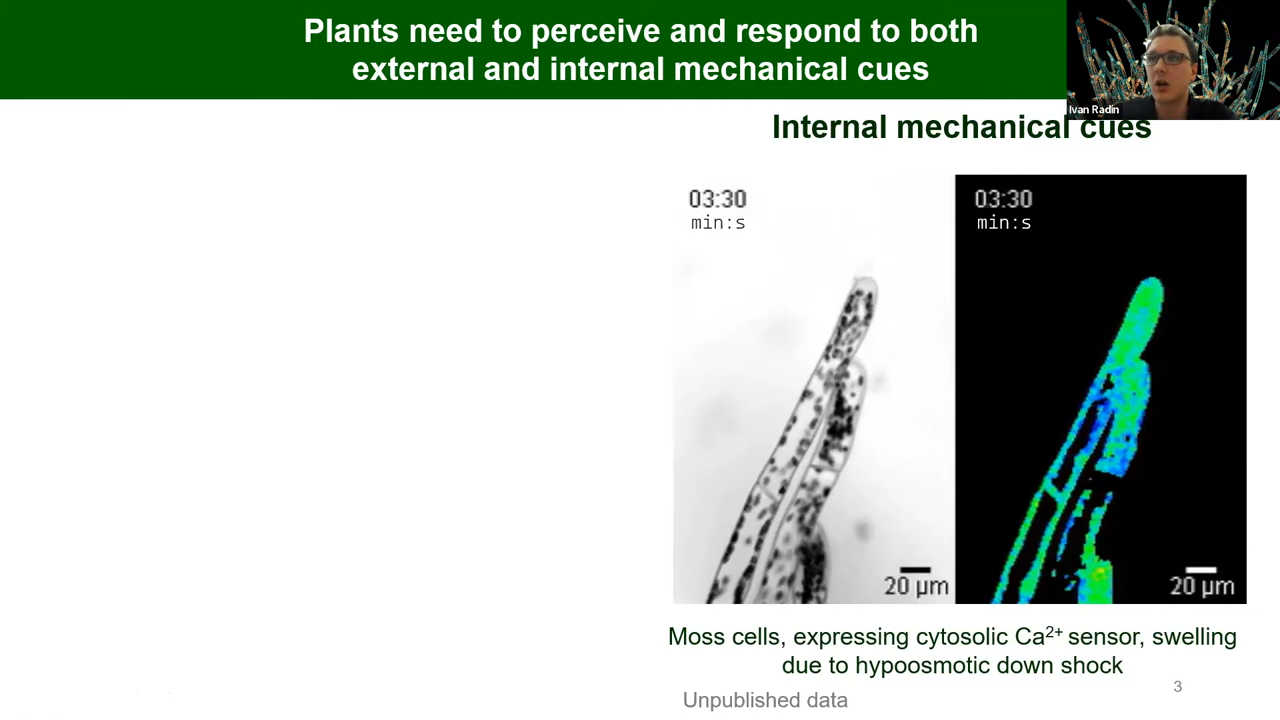 Plants need to perceive and respond to both
external and internal mechanical cues
Ivan Radin
Internal mechanical cues
03:30
min:s
03:30
min:s
20 µm
20 µm
Moss cells, expressing cytosolic Ca²⁺ sensor, swelling
due to hypoosmotic down shock
Unpublished data
3